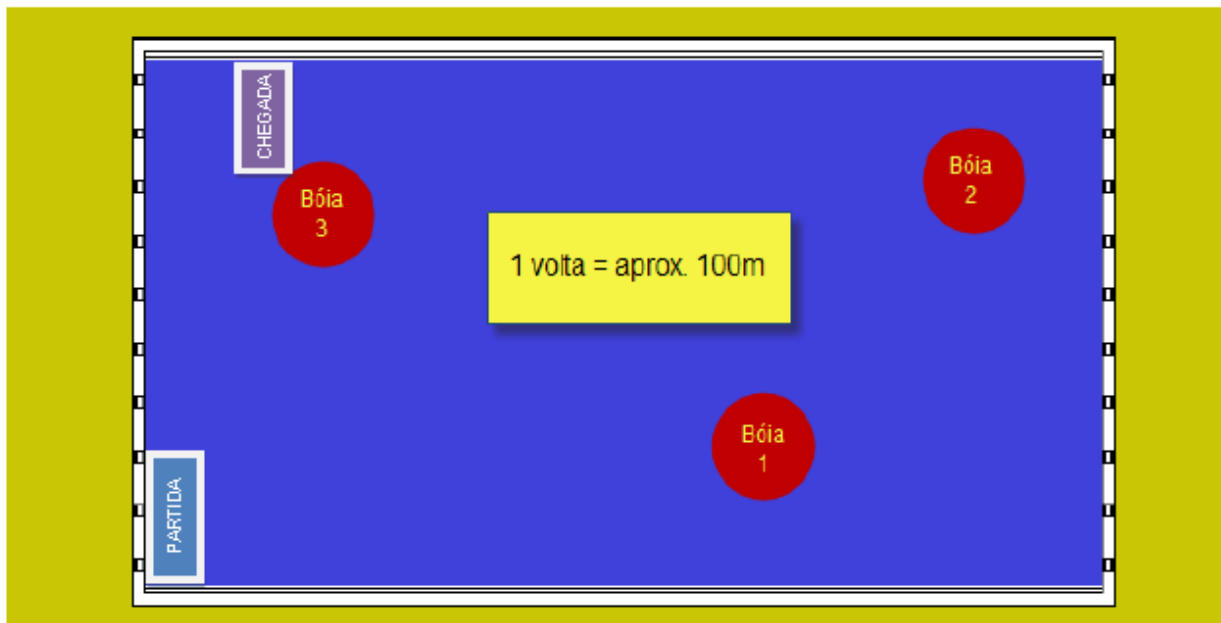 CHEGADA
Bóia
3
Bóia
2
1 volta = aprox. 100m
Bóia
1
PARTIDA